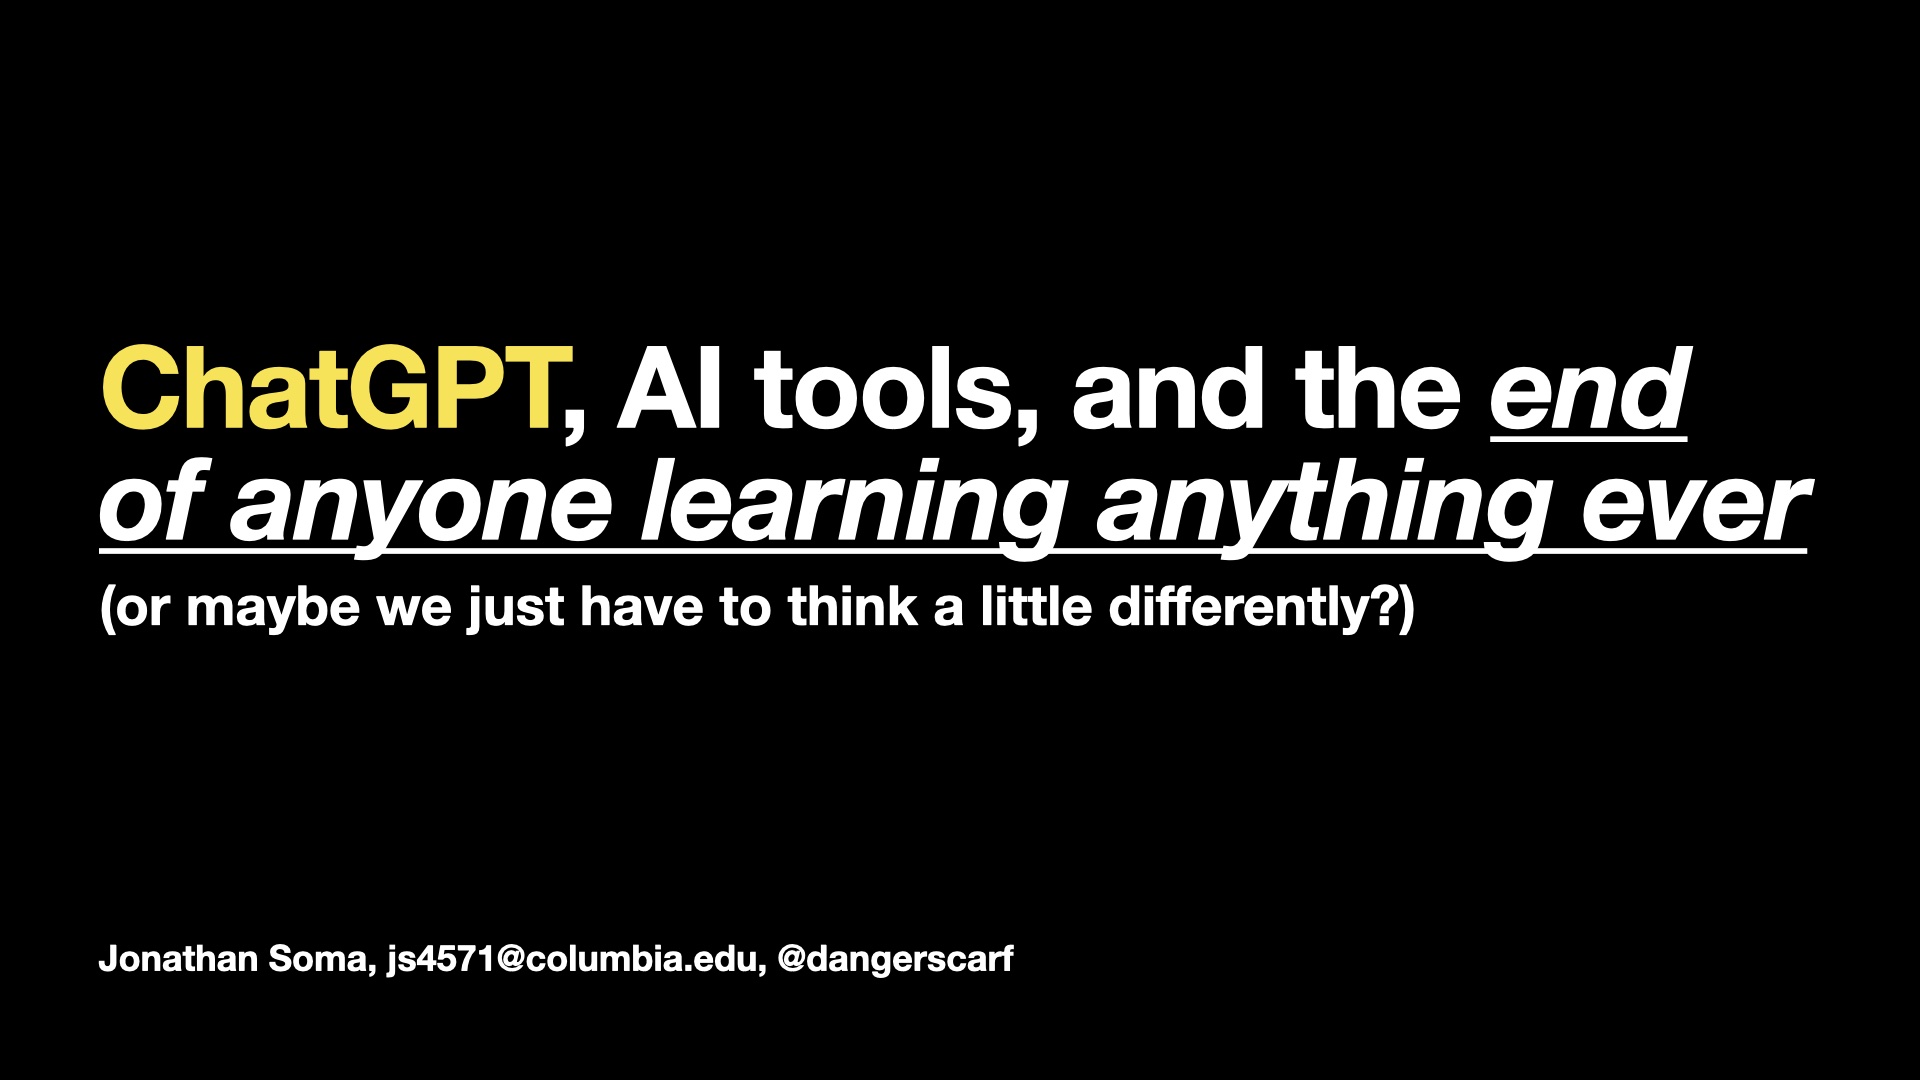 ChatGPT, AI tools, and the end
of anyone learning anything ever
(or maybe we just have to think a little differently?)
Jonathan Soma, js4571@columbia.edu, @dangerscarf